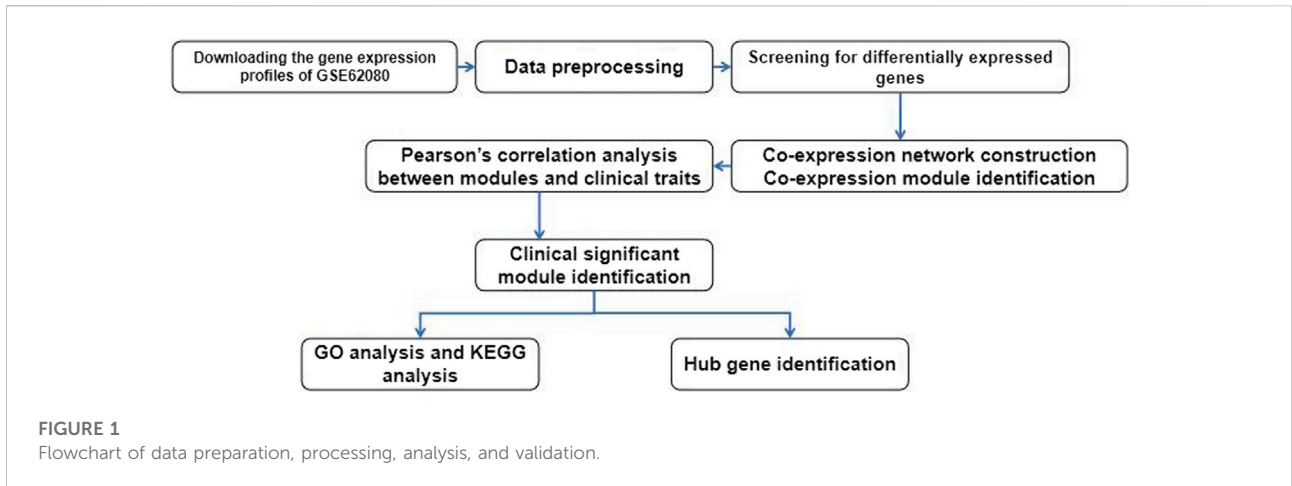 Downloading the gene expression
profiles of GSE62080
Data preprocessing
Screening for differentially expressed
genes
Pearson's correlation analysis
between modules and clinical traits
Co-expression network construction
Co-expression module identification
Clinical significant
module identification
GO analysis and KEGG
analysis
Hub gene identification
FIGURE 1
Flowchart of data preparation, processing, analysis, and validation.